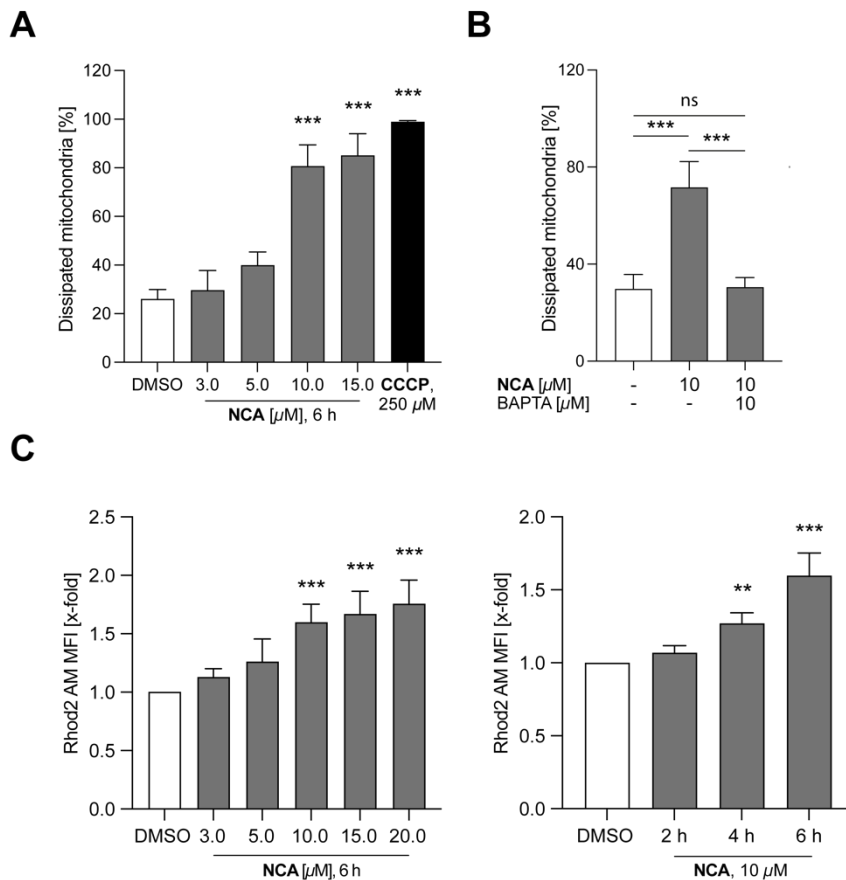 A
Dissipated mitochondria [%]
120
100
80
60
40
20
0
*** *** ***
DMSO 3.0 5.0 10.0 15.0 CCCP,
250 µM
NCA [µM], 6 h
B
Dissipated mitochondria [%]
120
80
40
0
ns
*** ***
NCA [µM] - 10 10
BAPTA [µM] - - 10
C
Rhod2 AM MFI [x-fold]
2.5
2.0
1.5
1.0
0.5
0.0
*** *** ***
DMSO 3.0 5.0 10.0 15.0 20.0
NCA [µM], 6 h
Rhod2 AM MFI [x-fold]
2.0
1.5
1.0
0.5
0.0
** ***
DMSO 2 h 4 h 6 h
NCA, 10 µM